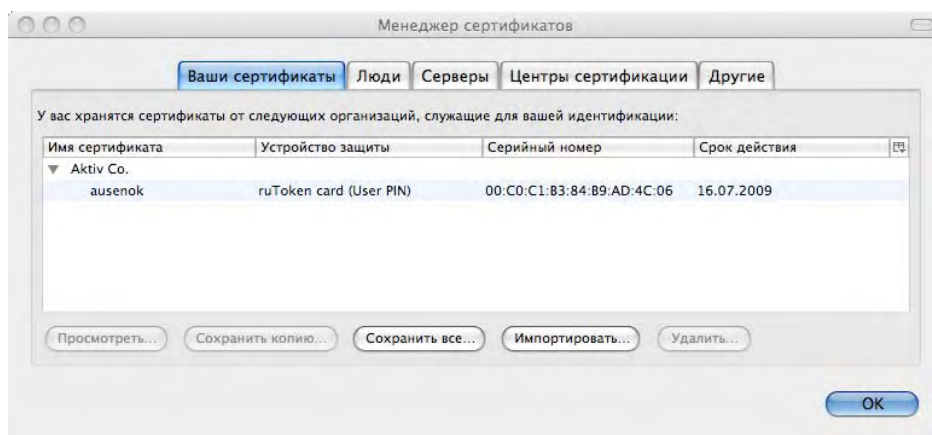 Менеджер сертификатов
Ваши сертификаты Люди Серверы Центры сертификации Другие
У вас хранятся сертификаты от следующих организаций, служащие для вашей идентификации:
Имя сертификата Устройство защиты Серийный номер Срок действия
Aktiv Co.
ausenok ruToken card (User PIN) 00:C0:C1:B3:84:B9:AD:4C:06 16.07.2009
Просмотреть... Сохранить копию... Сохранить все... Импортировать... Удалить...
OK